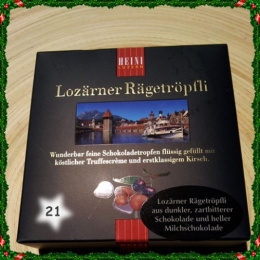 HEINI
LUZERN
Lozärner Rägetröpfli
Wunderbar feine Schokoladetropfen flüssig gefüllt mit
köstlicher Truffescrème und erstklassigem Kirsch.
21
Lozärner Rägetröpfli
aus dunkler, zartbitterer
Schokolade und heller
Milchschokolade